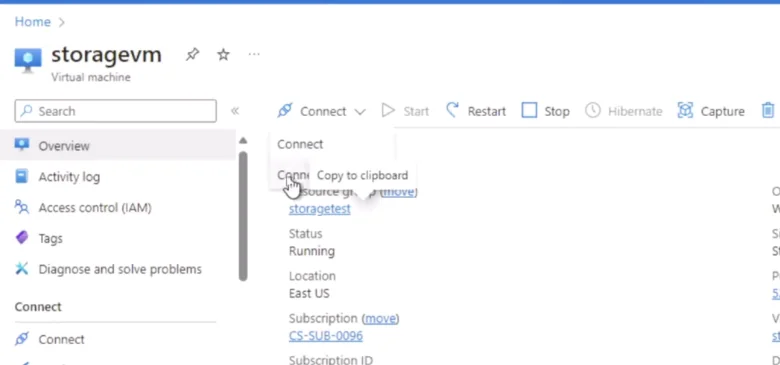 Home >
storagevm
Virtual machine
Search
Connect Start Restart Stop Hibernate Capture
Overview
Activity log
Access control (IAM)
Tags
Diagnose and solve problems
Connect
Connect
Connect
Copy to clipboard
(move)
storagetest
Status
Running
Location
East US
Subscription (move)
CS-SUB-0096
Subscription ID